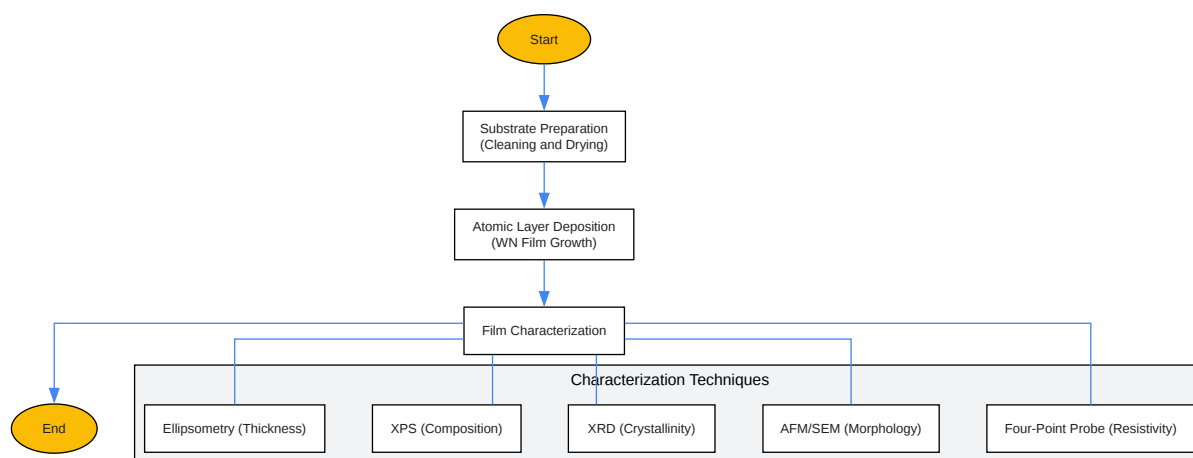 Start
Substrate Preparation
(Cleaning and Drying)
Atomic Layer Deposition
(WN Film Growth)
Film Characterization
Characterization Techniques
End
Ellipsometry (Thickness)
XPS (Composition)
XRD (Crystallinity)
AFM/SEM (Morphology)
Four-Point Probe (Resistivity)